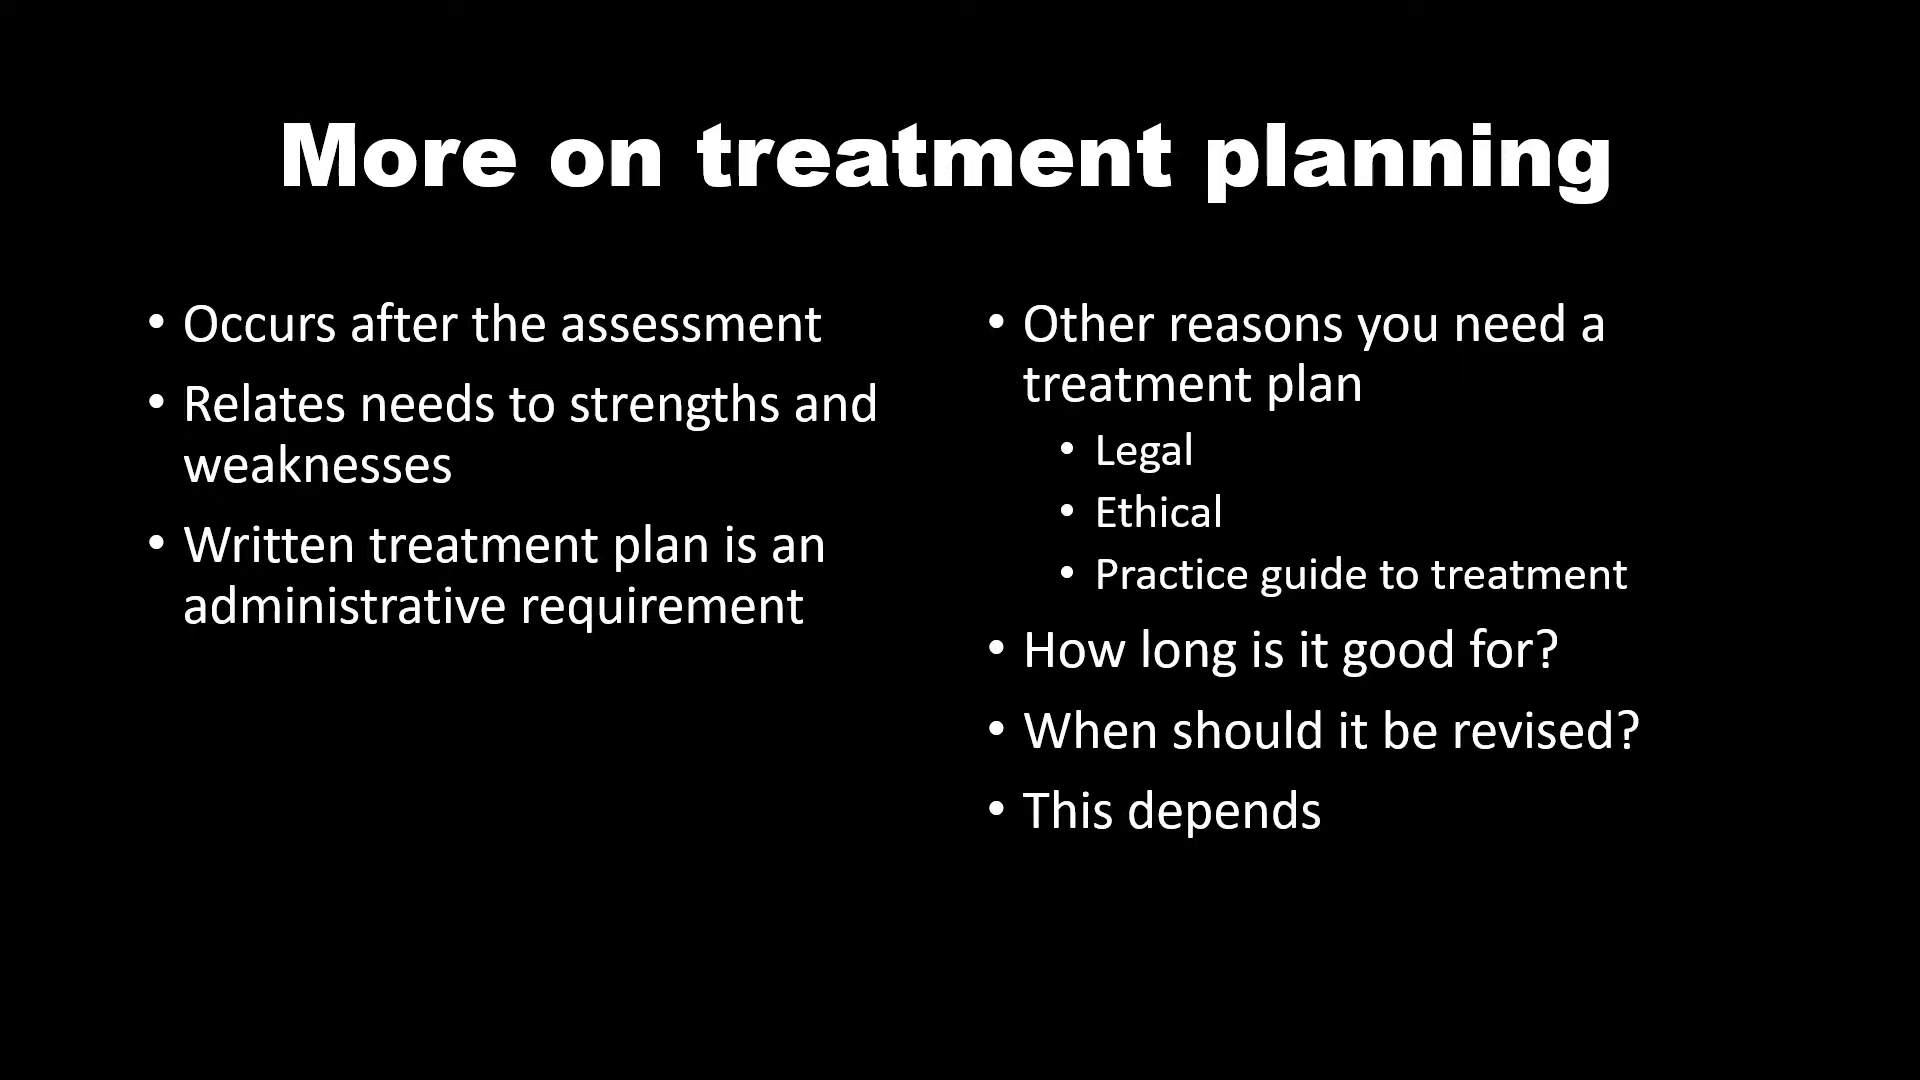 More on treatment planning
• Occurs after the assessment
• Relates needs to strengths and
weaknesses
• Written treatment plan is an
administrative requirement
• Other reasons you need a
treatment plan
• Legal
• Ethical
• Practice guide to treatment
• How long is it good for?
• When should it be revised?
• This depends